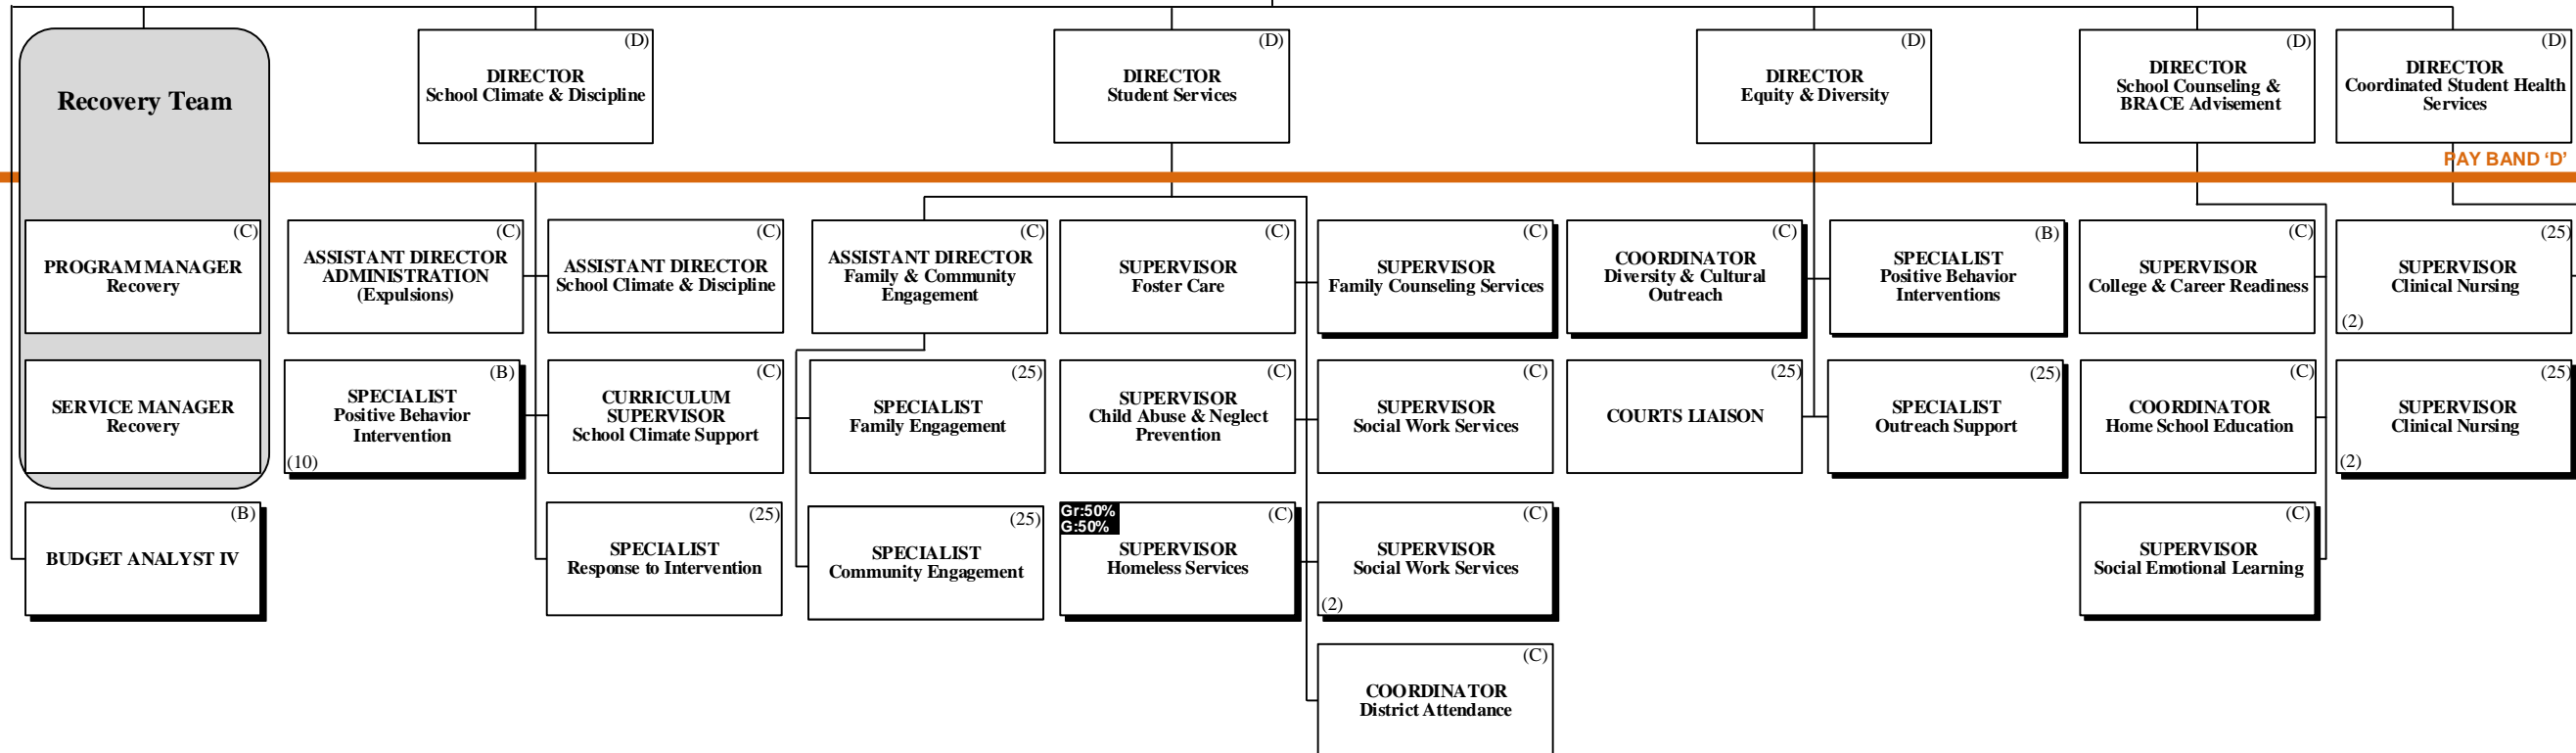 Recovery Team
(D)
DIRECTOR
School Climate & Discipline
(D)
DIRECTOR
Student Services
(D)
DIRECTOR
Equity & Diversity
(D)
DIRECTOR
School Counseling &
BRACE Advisement
(D)
DIRECTOR
Coordinated Student Health
Services
PAY BAND ‘D’
(C)
PROGRAM MANAGER
Recovery
(C)
ASSISTANT DIRECTOR
ADMINISTRATION
(Expulsions)
(C)
ASSISTANT DIRECTOR
School Climate & Discipline
(C)
ASSISTANT DIRECTOR
Family & Community
Engagement
(C)
SUPERVISOR
Foster Care
(C)
SUPERVISOR
Family Counseling Services
(C)
COORDINATOR
Diversity & Cultural
Outreach
(B)
SPECIALIST
Positive Behavior
Interventions
(C)
SUPERVISOR
College & Career Readiness
(25)
SUPERVISOR
Clinical Nursing
(2)
SERVICE MANAGER
Recovery
(B)
SPECIALIST
Positive Behavior
Intervention
(10)
(C)
CURRICULUM
SUPERVISOR
School Climate Support
(25)
SPECIALIST
Family Engagement
(C)
SUPERVISOR
Child Abuse & Neglect
Prevention
(C)
SUPERVISOR
Social Work Services
(25)
COURTS LIAISON
(25)
SPECIALIST
Outreach Support
(C)
COORDINATOR
Home School Education
(25)
SUPERVISOR
Clinical Nursing
(2)
(B)
BUDGET ANALYST IV
(25)
SPECIALIST
Response to Intervention
(25)
SPECIALIST
Community Engagement
Gr:50%
G:50%
(C)
SUPERVISOR
Homeless Services
(C)
SUPERVISOR
Social Work Services
(2)
(C)
SUPERVISOR
Social Emotional Learning
(C)
COORDINATOR
District Attendance